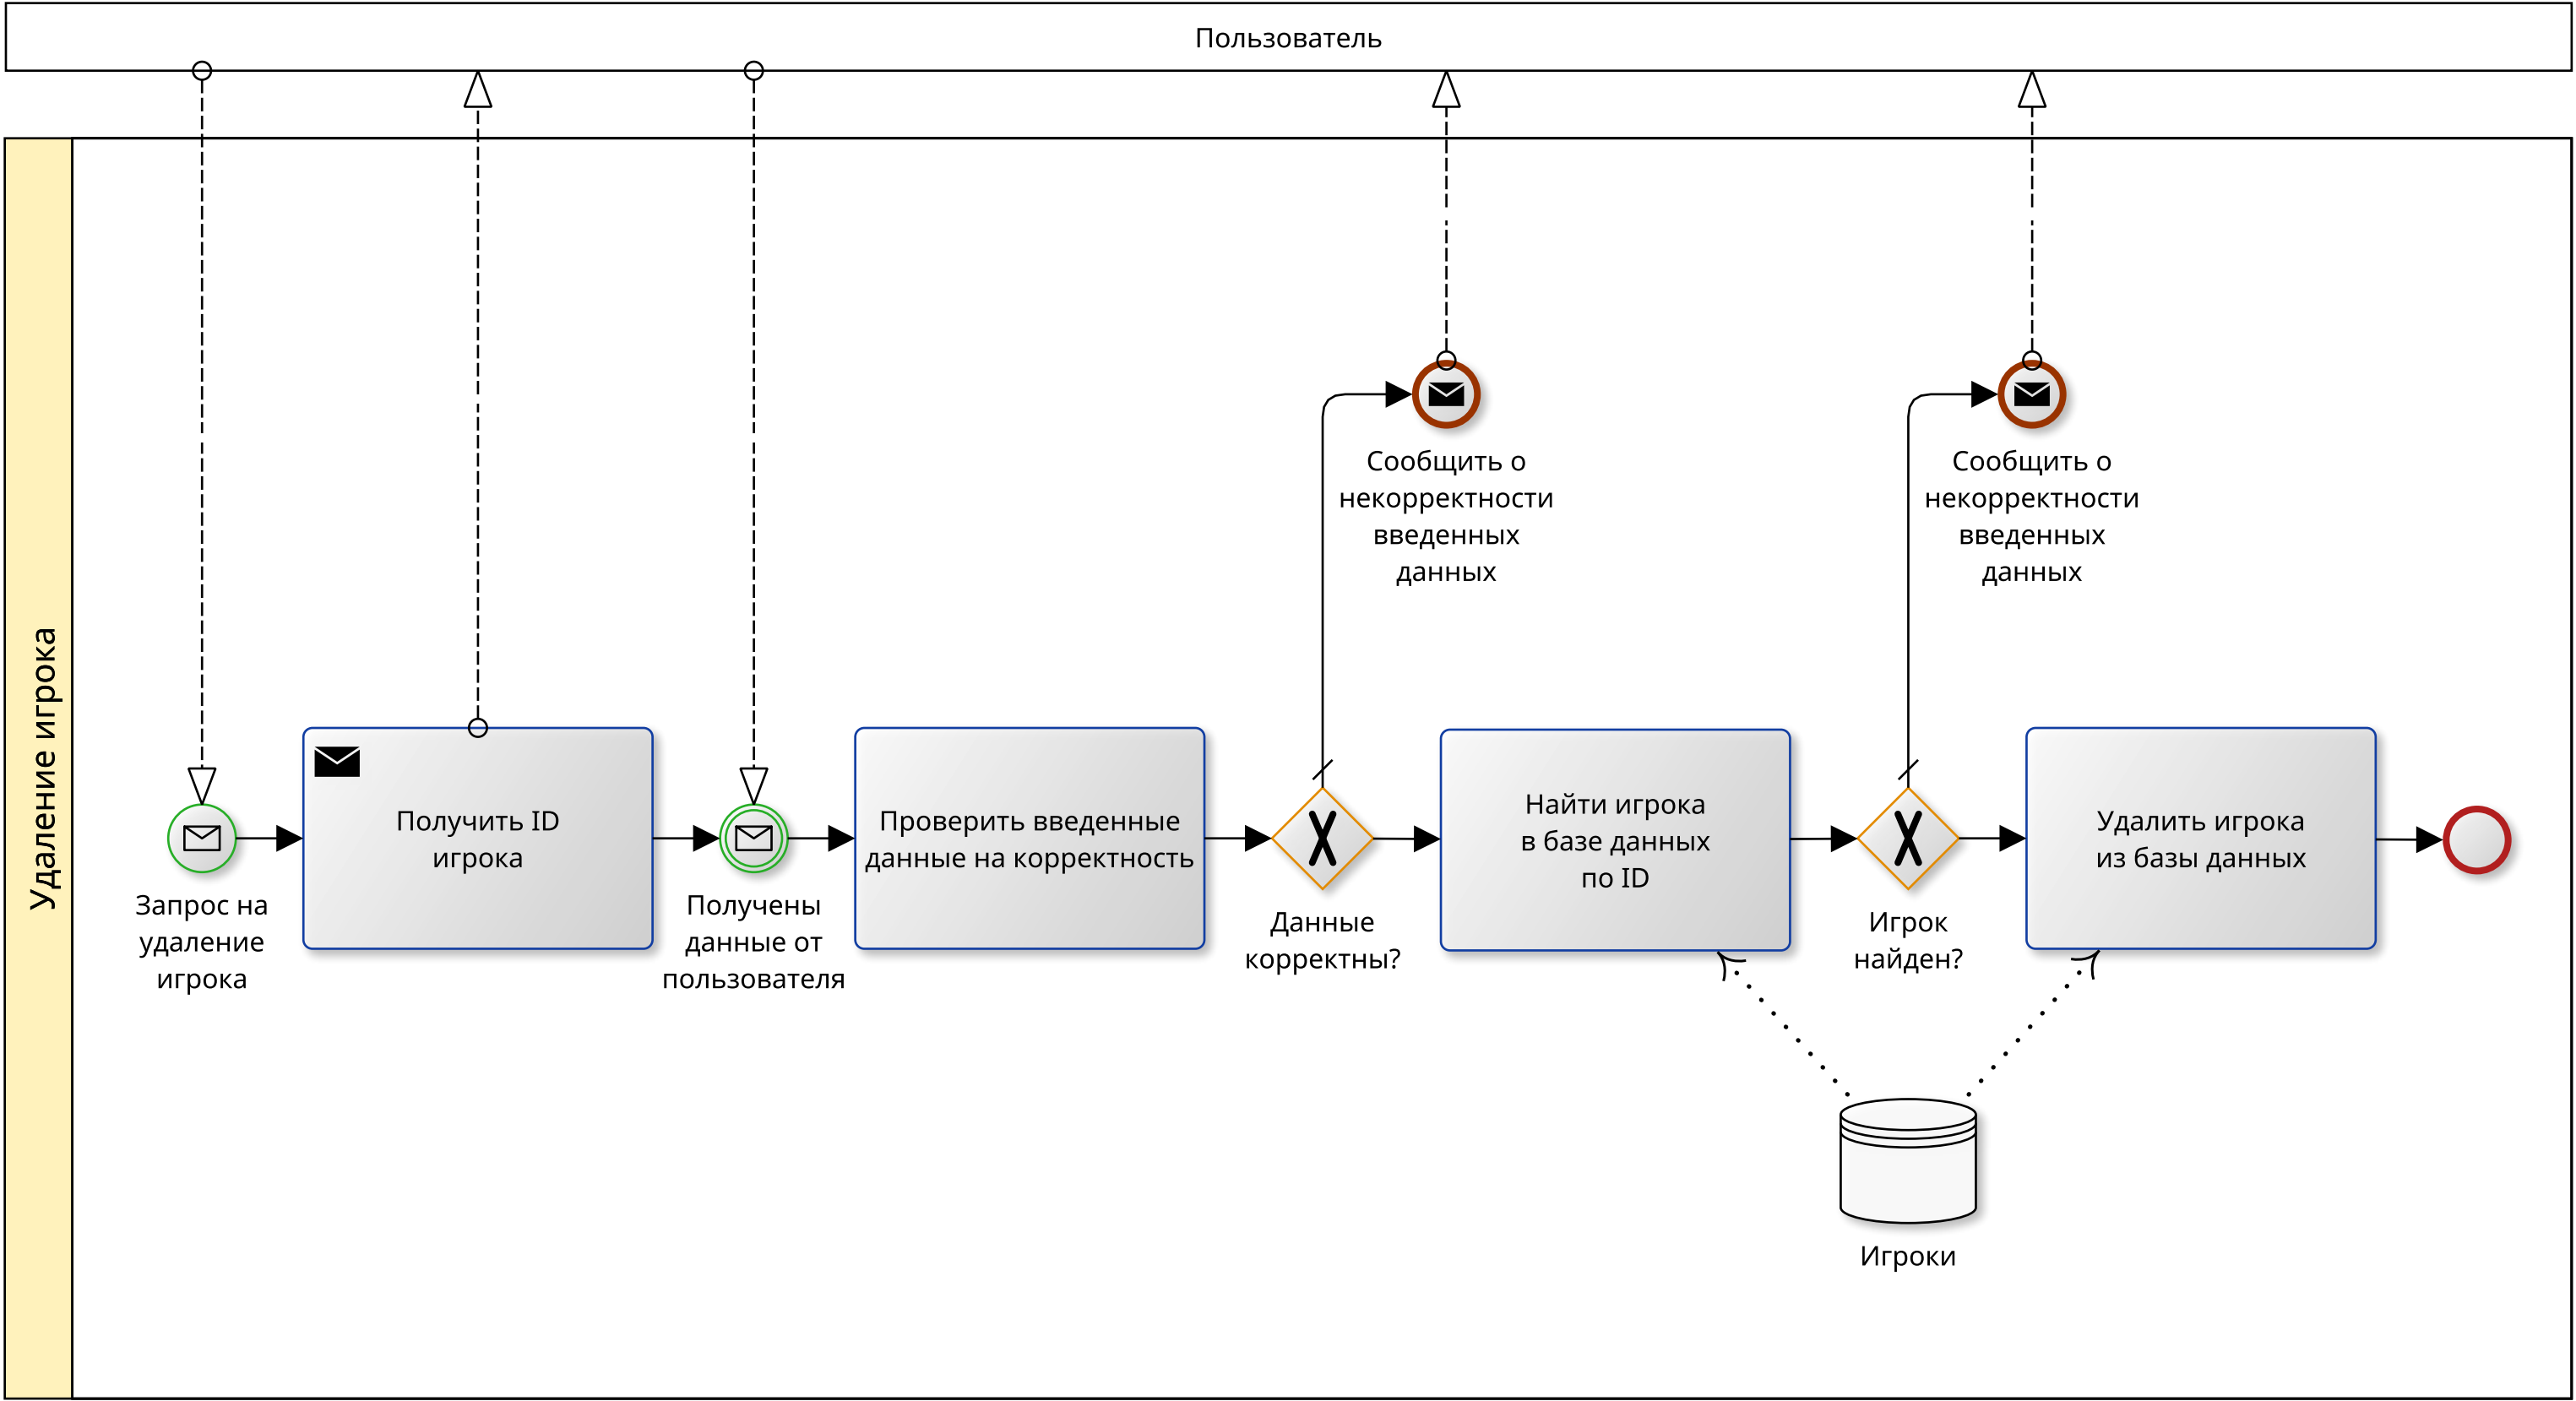 Пользователь
Удаление игрока
Запрос на
удаление
игрока
Получить ID
игрока
Получены
данные от
пользователя
Проверить введенные
данные на корректность
Данные
корректны?
Сообщить о
некорректности
введенных
данных
Найти игрока
в базе данных
по ID
Игрок
найден?
Сообщить о
некорректности
введенных
данных
Удалить игрока
из базы данных
Игроки